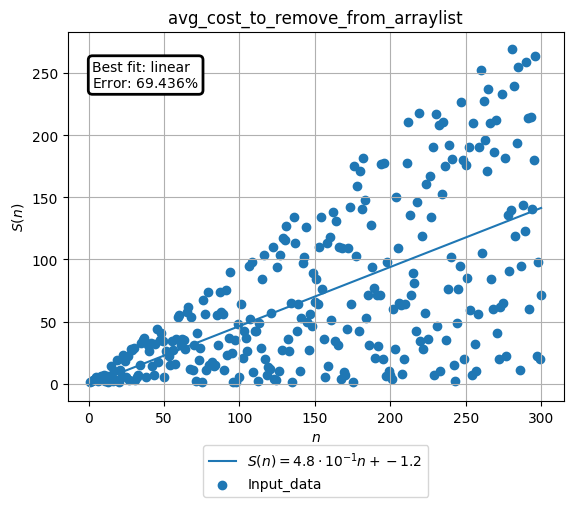 avg_cost_to_remove_from_arraylist
Best fit: linear
Error: 69.436%
250
200
150
100
50
0
S(n)
0 50 100 150 200 250 300
n
S(n) = 4.8 · 10⁻¹n + −1.2
Input_data